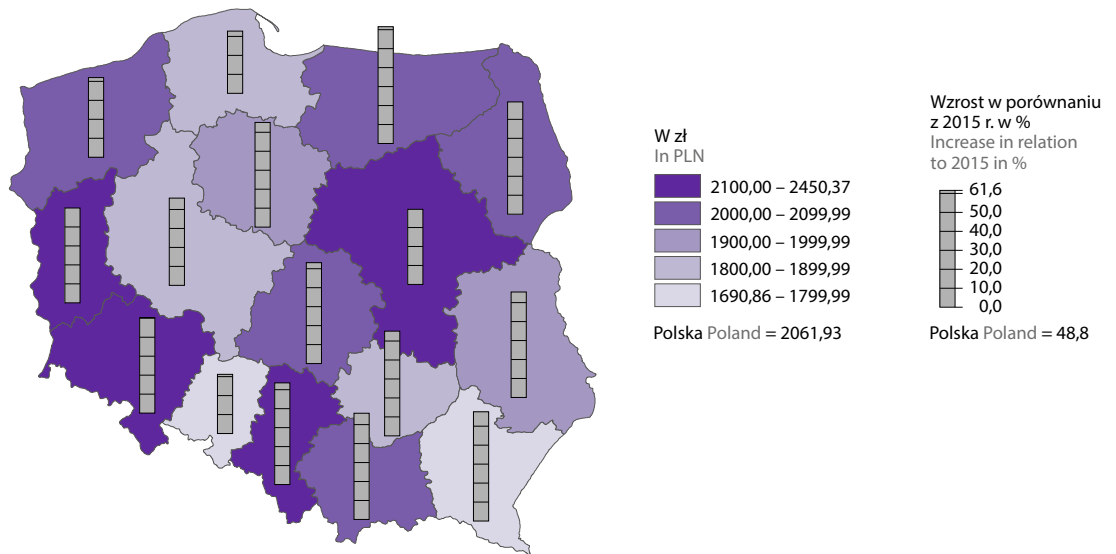 W zł
In PLN
2100,00 – 2450,37
2000,00 – 2099,99
1900,00 – 1999,99
1800,00 – 1899,99
1690,86 – 1799,99
Polska Poland = 2061,93
Wzrost w porównaniu
z 2015 r. w %
Increase in relation
to 2015 in %
61,6
50,0
40,0
30,0
20,0
10,0
0,0
Polska Poland = 48,8